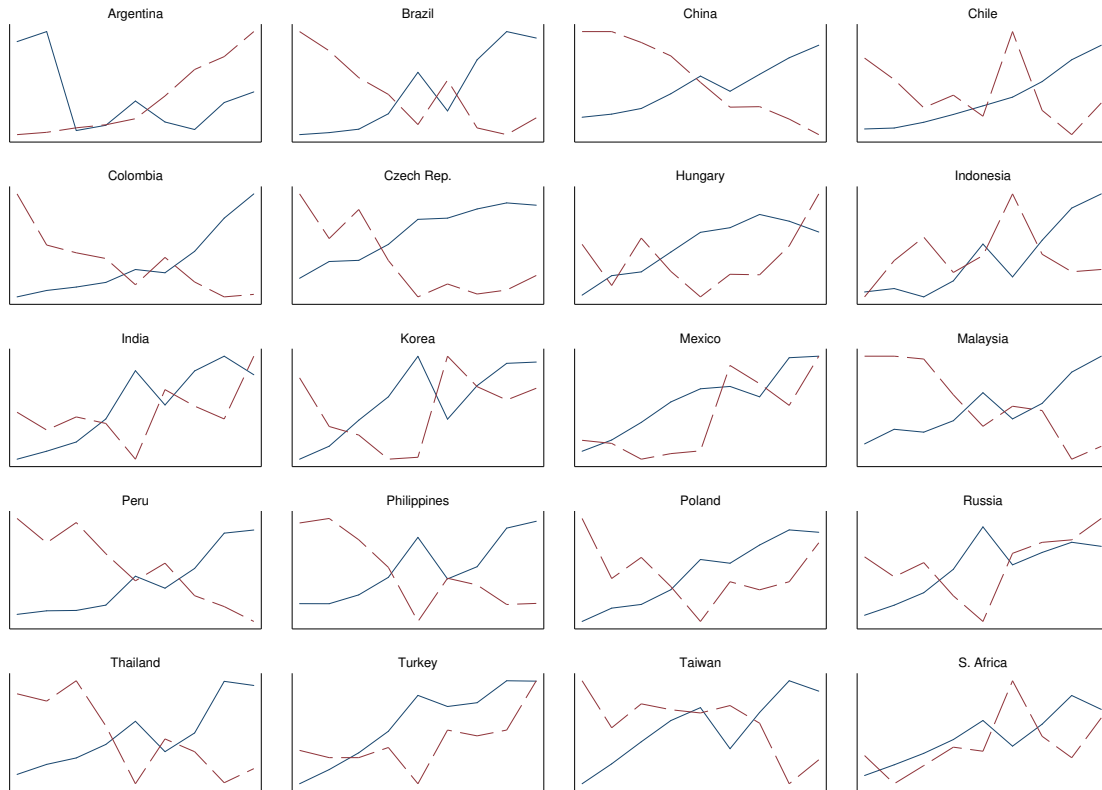 Argentina
Brazil
China
Chile
Colombia
Czech Rep.
Hungary
Indonesia
India
Korea
Mexico
Malaysia
Peru
Philippines
Poland
Russia
Thailand
Turkey
Taiwan
S. Africa